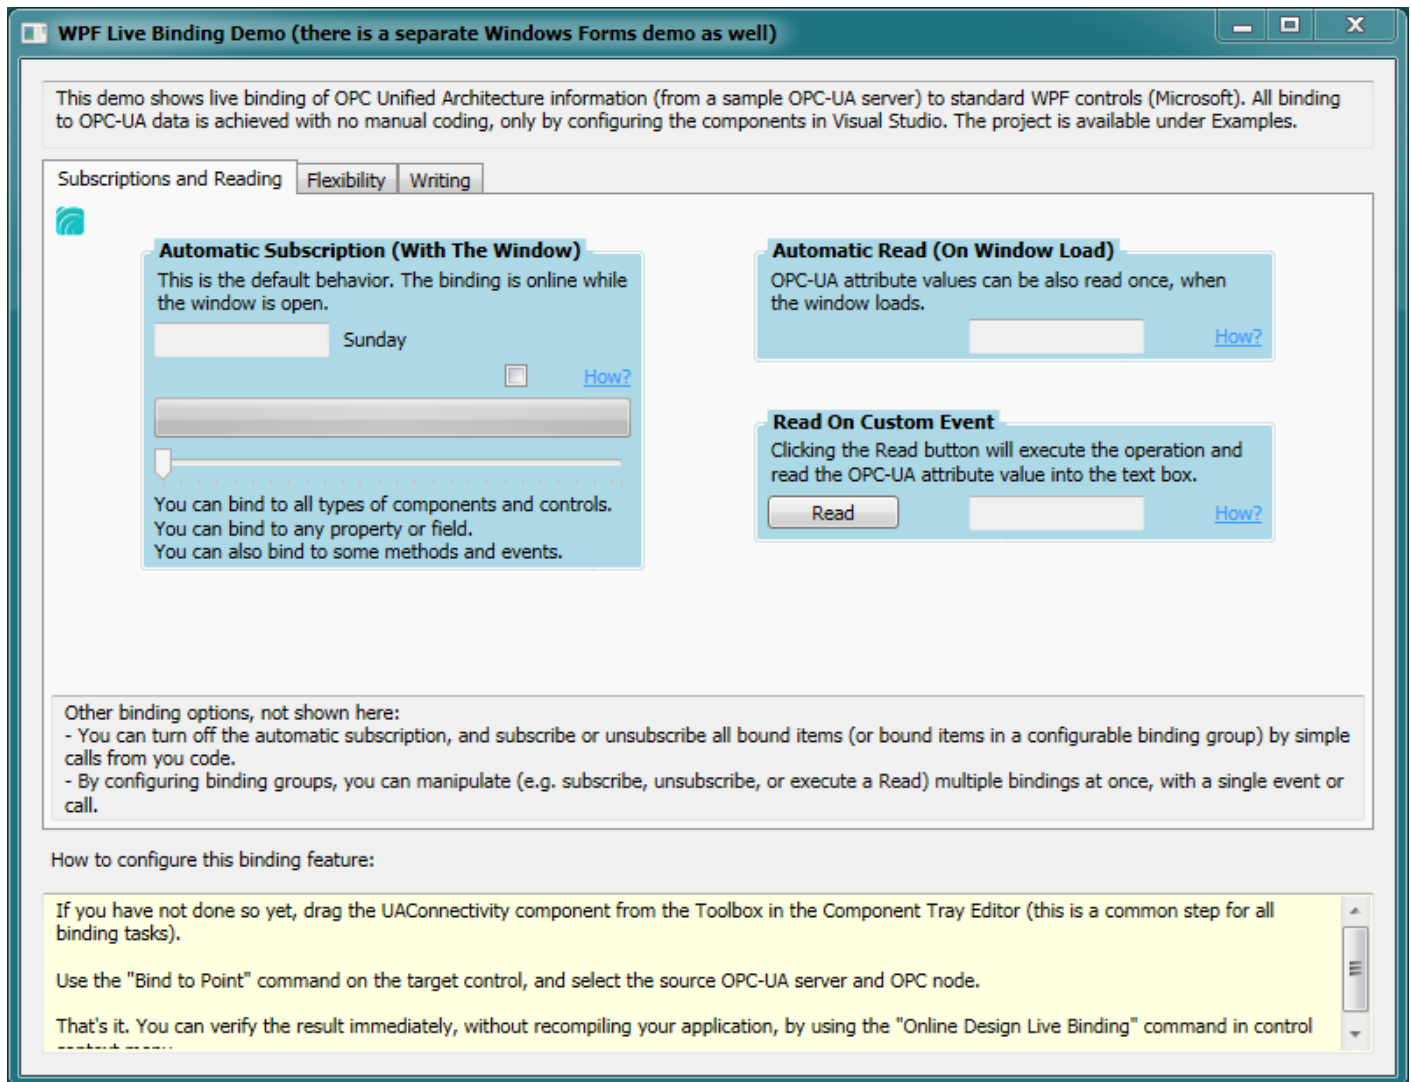 WPF Live Binding Demo (there is a separate Windows Forms demo as well)
This demo shows live binding of OPC Unified Architecture information (from a sample OPC-UA server) to standard WPF controls (Microsoft). All binding
to OPC-UA data is achieved with no manual coding, only by configuring the components in Visual Studio. The project is available under Examples.
Subscriptions and Reading Flexibility Writing
Automatic Subscription (With The Window)
This is the default behavior. The binding is online while
the window is open.
Sunday
How?
You can bind to all types of components and controls.
You can bind to any property or field.
You can also bind to some methods and events.
Automatic Read (On Window Load)
OPC-UA attribute values can be also read once, when
the window loads.
How?
Read On Custom Event
Clicking the Read button will execute the operation and
read the OPC-UA attribute value into the text box.
Read How?
Other binding options, not shown here:
- You can turn off the automatic subscription, and subscribe or unsubscribe all bound items (or bound items in a configurable binding group) by simple
calls from you code.
- By configuring binding groups, you can manipulate (e.g. subscribe, unsubscribe, or execute a Read) multiple bindings at once, with a single event or
call.
How to configure this binding feature:
If you have not done so yet, drag the UAConnectivity component from the Toolbox in the Component Tray Editor (this is a common step for all
binding tasks).
Use the "Bind to Point" command on the target control, and select the source OPC-UA server and OPC node.
That's it. You can verify the result immediately, without recompiling your application, by using the "Online Design Live Binding" command in control